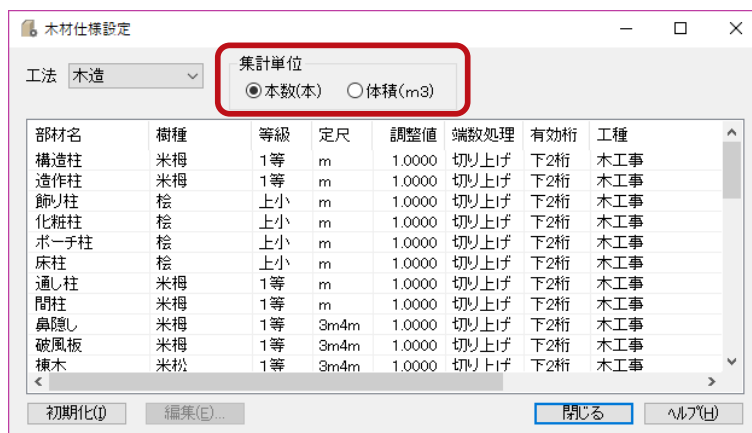 木材仕様設定
工法 木造
集計単位
本数(本) 体積(m3)
部材名 樹種 等級 定尺 調整値 端数処理 有効桁 工種
構造柱 米栂 1等 m 1.0000 切り上げ 下2桁 木工事
造作柱 米栂 1等 m 1.0000 切り上げ 下2桁 木工事
飾り柱 桧 上小 m 1.0000 切り上げ 下2桁 木工事
化粧柱 桧 上小 m 1.0000 切り上げ 下2桁 木工事
ポーチ柱 桧 上小 m 1.0000 切り上げ 下2桁 木工事
床柱 桧 上小 m 1.0000 切り上げ 下2桁 木工事
通し柱 米栂 1等 m 1.0000 切り上げ 下2桁 木工事
間柱 米栂 1等 m 1.0000 切り上げ 下2桁 木工事
鼻隠し 米栂 1等 3m4m 1.0000 切り上げ 下2桁 木工事
破風板 米栂 1等 3m4m 1.0000 切り上げ 下2桁 木工事
棟木 米松 1等 3m4m 1.0000 切り上げ 下2桁 木工事
初期化(I) 編集(E)... 閉じる ヘルプ(H)